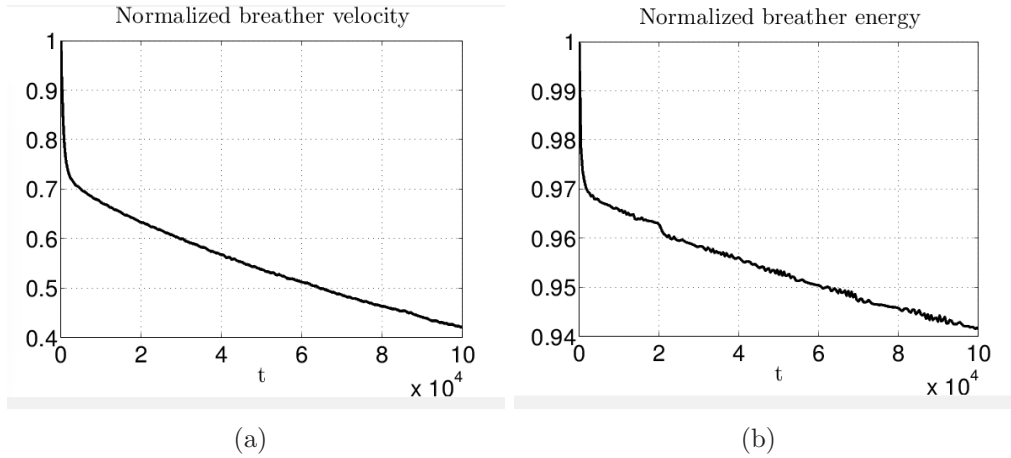 Normalized breather velocity
1
0.9
0.8
0.7
0.6
0.5
0.4
0 2 4 6 8 10
t
x 10^4
(a)
Normalized breather energy
1
0.99
0.98
0.97
0.96
0.95
0.94
0 2 4 6 8 10
t
x 10^4
(b)